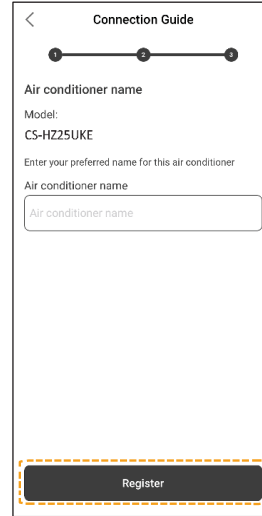 Connection Guide
1 2 3
Air conditioner name
Model:
CS-HZ25UKE
Enter your preferred name for this air conditioner
Air conditioner name
Air conditioner name
Register